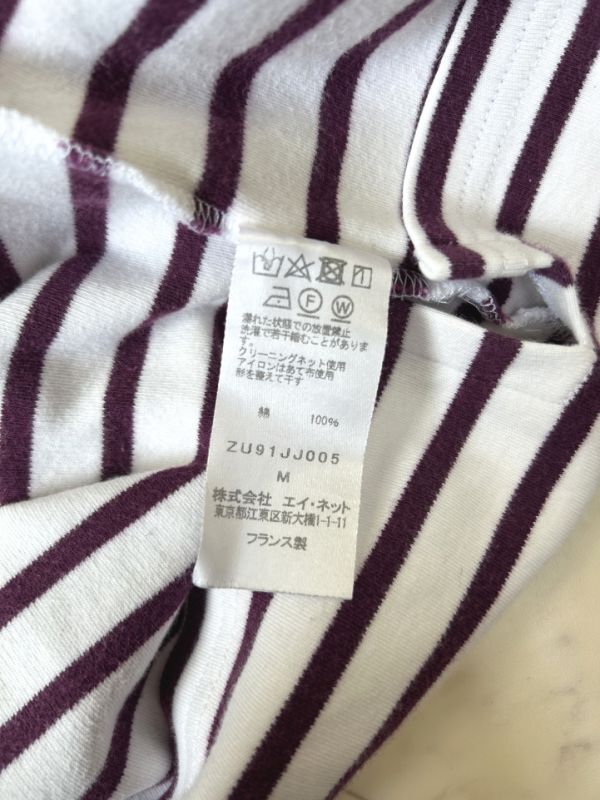 濡れた状態での放置禁止
洗濯で若干縮むことがありま
す。
クリーニングネット使用
アイロンはあて布使用
形を整えて干す
綿 100%
ZU91JJ005
M
株式会社 エイ・ネット
東京都江東区新大橋1-1-11
フランス製